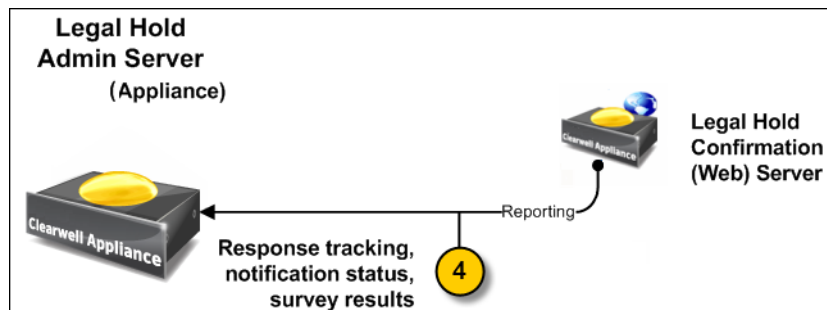 Legal Hold
Admin Server
(Appliance)
Clearwell Appliance
Clearwell Appliance
Legal Hold
Confirmation
(Web) Server
Reporting
Response tracking,
notification status,
survey results
4